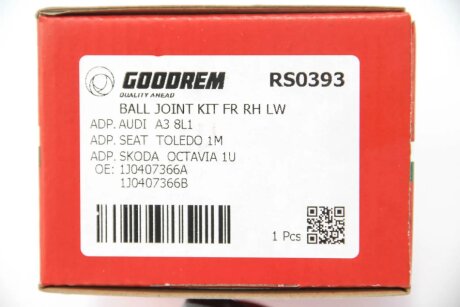 GOODREM RS0393
QUALITY AHEAD
BALL JOINT KIT FR RH LW
ADP. AUDI A3 8L1
ADP. SEAT TOLEDO 1M
ADP. SKODA OCTAVIA 1U
OE: 1J0407366A
1J0407366B
1 Pcs